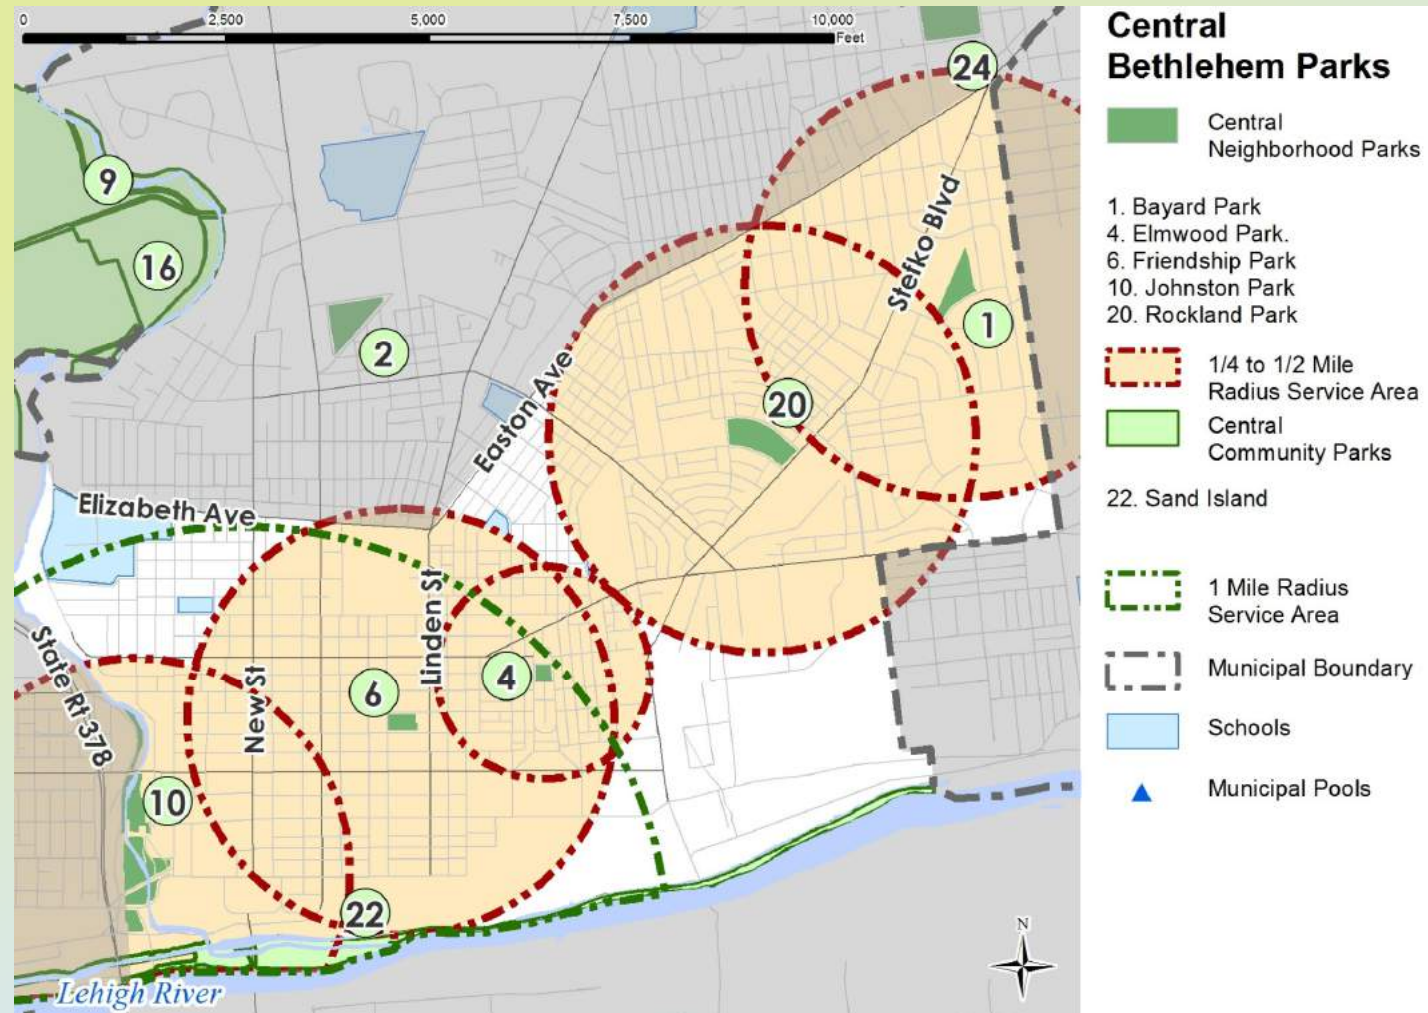 0 2,500 5,000 7,500 10,000
Feet
24
9
16
2
1
20
Stefko Blvd
Easton Ave
Elizabeth Ave
Linden St
New St
State Rt 378
6
4
10
22
N
Lehigh River
Central
Bethlehem Parks
Central
Neighborhood Parks
1. Bayard Park
4. Elmwood Park.
6. Friendship Park
10. Johnston Park
20. Rockland Park
1/4 to 1/2 Mile
Radius Service Area
Central
Community Parks
22. Sand Island
1 Mile Radius
Service Area
Municipal Boundary
Schools
Municipal Pools